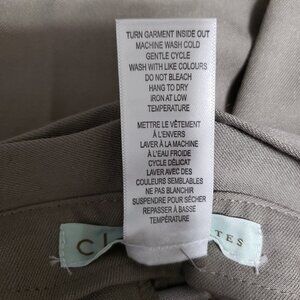 TURN GARMENT INSIDE OUT
MACHINE WASH COLD
GENTLE CYCLE
WASH WITH LIKE COLOURS
DO NOT BLEACH
HANG TO DRY
IRON AT LOW
TEMPERATURE
METTRE LE VÊTEMENT
À L'ENVERS
LAVER À LA MACHINE
À L'EAU FROIDE
CYCLE DÉLICAT
LAVER AVEC DES
COULEURS SEMBLABLES
NE PAS BLANCHIR
SUSPENDRE POUR SÉCHER
REPASSER À BASSE
TEMPÉRATURE